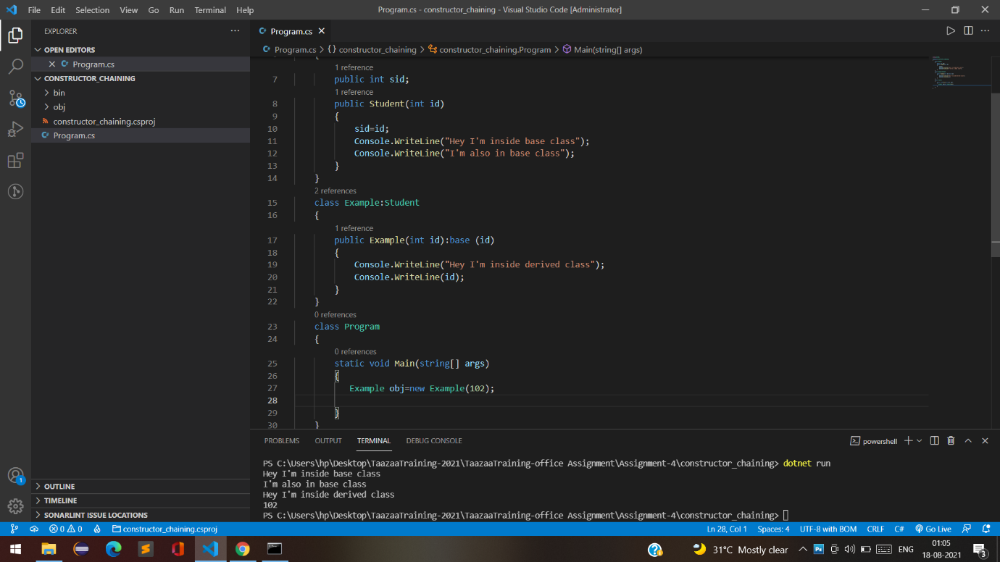 File Edit Selection View Go Run Terminal Help
Program.cs - constructor_chaining - Visual Studio Code [Administrator]
EXPLORER
OPEN EDITORS
Program.cs
CONSTRUCTOR_CHAINING
bin
obj
constructor_chaining.csproj
Program.cs
OUTLINE
TIMELINE
SONARLINT ISSUE LOCATIONS
Program.cs
Program.cs > {} constructor_chaining > constructor_chaining.Program > Main(string[] args)
{
1 reference
7 public int sid;
1 reference
8 public Student(int id)
9 {
10 sid=id;
11 Console.WriteLine("Hey I'm inside base class");
12 Console.WriteLine("I'm also in base class");
13 }
14 }
2 references
15 class Example:Student
16 {
1 reference
17 public Example(int id):base (id)
18 {
19 Console.WriteLine("Hey I'm inside derived class");
20 Console.WriteLine(id);
21 }
22 }
0 references
23 class Program
24 {
0 references
25 static void Main(string[] args)
26 {
27 Example obj=new Example(102);
28
29 }
30 }
PROBLEMS OUTPUT TERMINAL DEBUG CONSOLE
powershell
PS C:\Users\hp\Desktop\TaazaaTraining-2021\TaazaaTraining-office Assignment\Assignment-4\constructor_chaining> dotnet run
Hey I'm inside base class
I'm also in base class
Hey I'm inside derived class
102
PS C:\Users\hp\Desktop\TaazaaTraining-2021\TaazaaTraining-office Assignment\Assignment-4\constructor_chaining>
1
0 0 constructor_chaining.csproj
Ln 28, Col 1 Spaces: 4 UTF-8 with BOM CRLF C# Go Live
31°C Mostly clear
ENG
01:05
18-08-2021
3